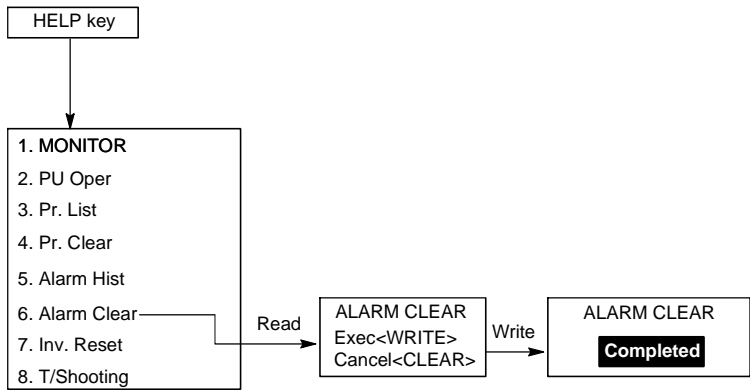 HELP key
1. MONITOR
2. PU Oper
3. Pr. List
4. Pr. Clear
5. Alarm Hist
6. Alarm Clear
7. Inv. Reset
8. T/Shooting
Read
ALARM CLEAR
Exec<WRITE>
Cancel<CLEAR>
Write
ALARM CLEAR
Completed